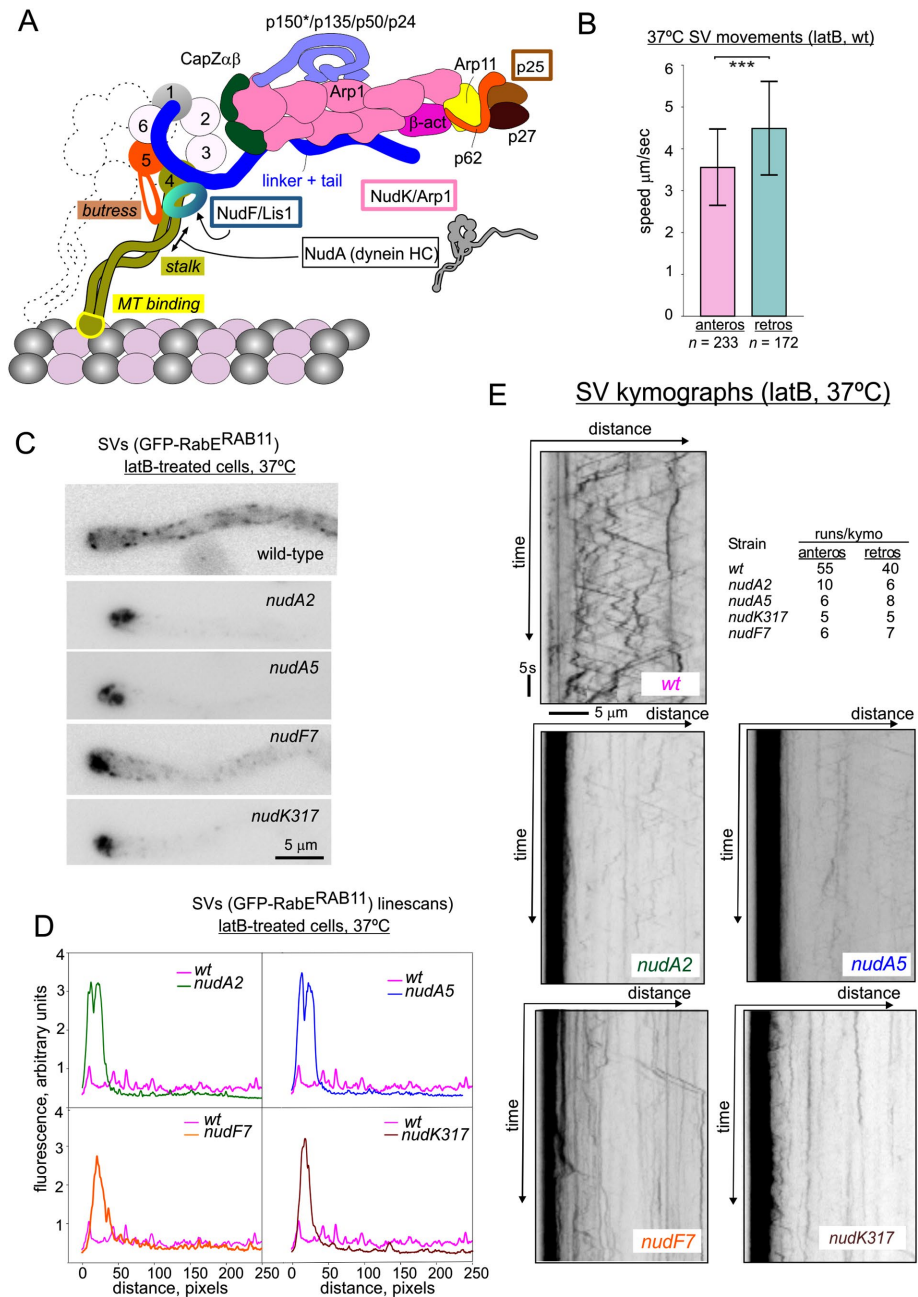 A
p150*/p135/p50/p24
CapZαβ
Arp11
p25
1
Arp1
6
2
β-act
3
p27
5
p62
4
linker + tail
butress
NudF/Lis1
NudK/Arp1
stalk
NudA (dynein HC)
MT binding
B
37ºC SV movements (latB, wt)
***
6
5
4
3
2
1
0
speed μm/sec
anteros retros
n = 233 n = 172
C
SVs (GFP-RabE^RAB11)
latB-treated cells, 37ºC
wild-type
nudA2
nudA5
nudF7
nudK317
5 μm
D
SVs (GFP-RabE^RAB11) linescans)
latB-treated cells, 37ºC
4
3
2
1
wt
nudA2
wt
nudA5
4
3
2
1
wt
nudF7
wt
nudK317
fluorescence, arbitrary units
0 50 100 150 200 250
0 50 100 150 200 250
distance, pixels
distance, pixels
E
SV kymographs (latB, 37ºC)
distance
time
5s
5 μm
wt
Strain runs/kymo
anteros retros
wt 55 40
nudA2 10 6
nudA5 6 8
nudK317 5 5
nudF7 6 7
distance
time
nudA2
distance
time
nudA5
distance
time
nudF7
distance
time
nudK317